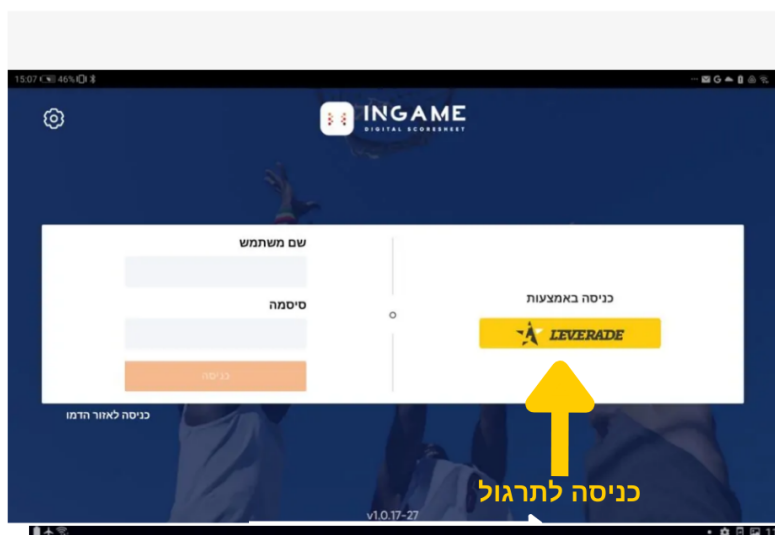 15:07 46%
INGAME
DIGITAL SCORESHEET
שם משתמש
סיסמה
כניסה
כניסה לאזור הדמו
כניסה באמצעות
LEVERADE
כניסה לתרגול
v1.0.17-27